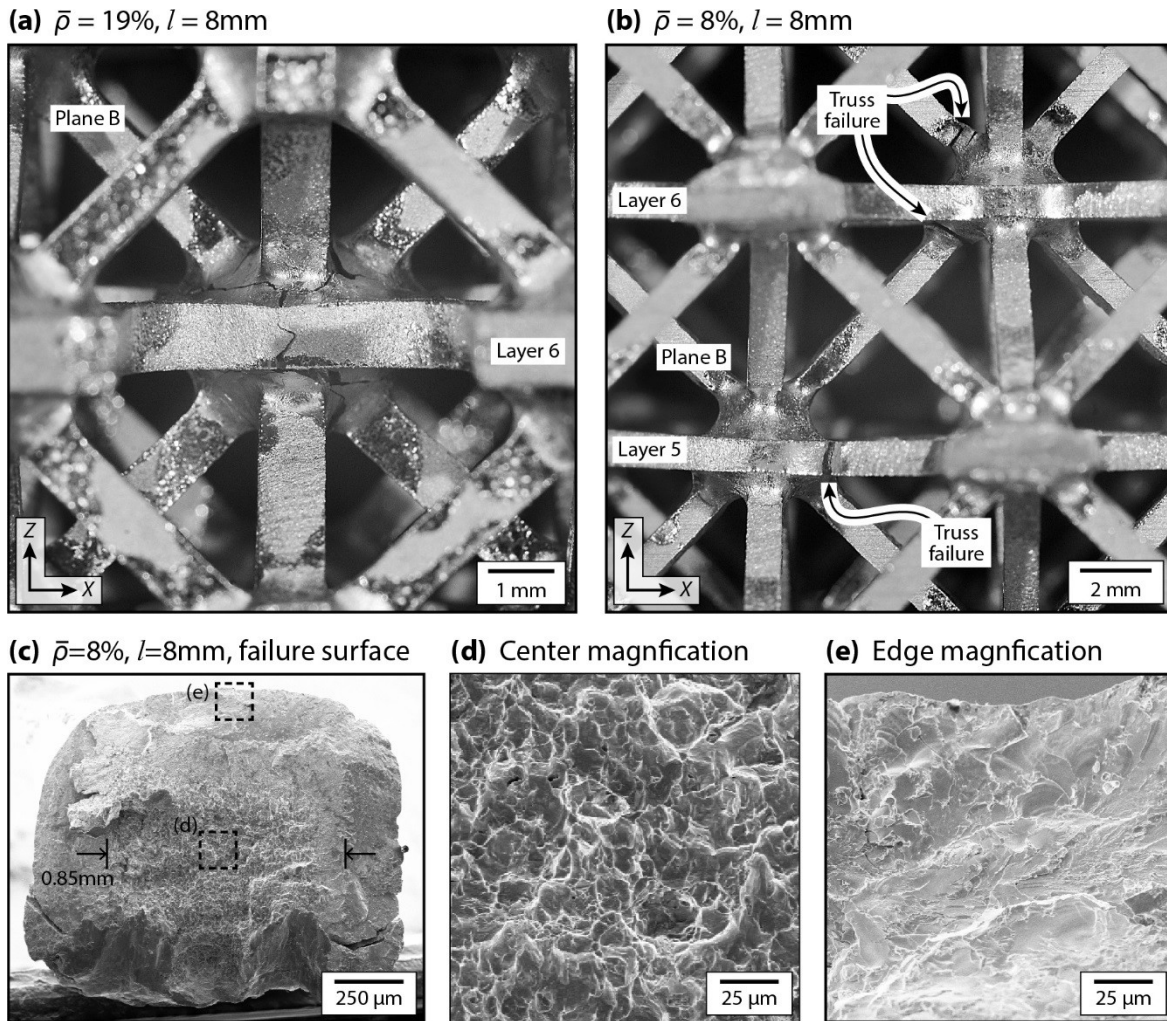 (a) ρ̄ = 19%, l = 8mm
Plane B
Layer 6
Z
X
1 mm
(b) ρ̄ = 8%, l = 8mm
Truss
failure
Layer 6
Plane B
Layer 5
Truss
failure
Z
X
2 mm
(c) ρ̄=8%, l=8mm, failure surface
(e)
(d)
0.85mm
250 µm
(d) Center magnfication
25 µm
(e) Edge magnification
25 µm